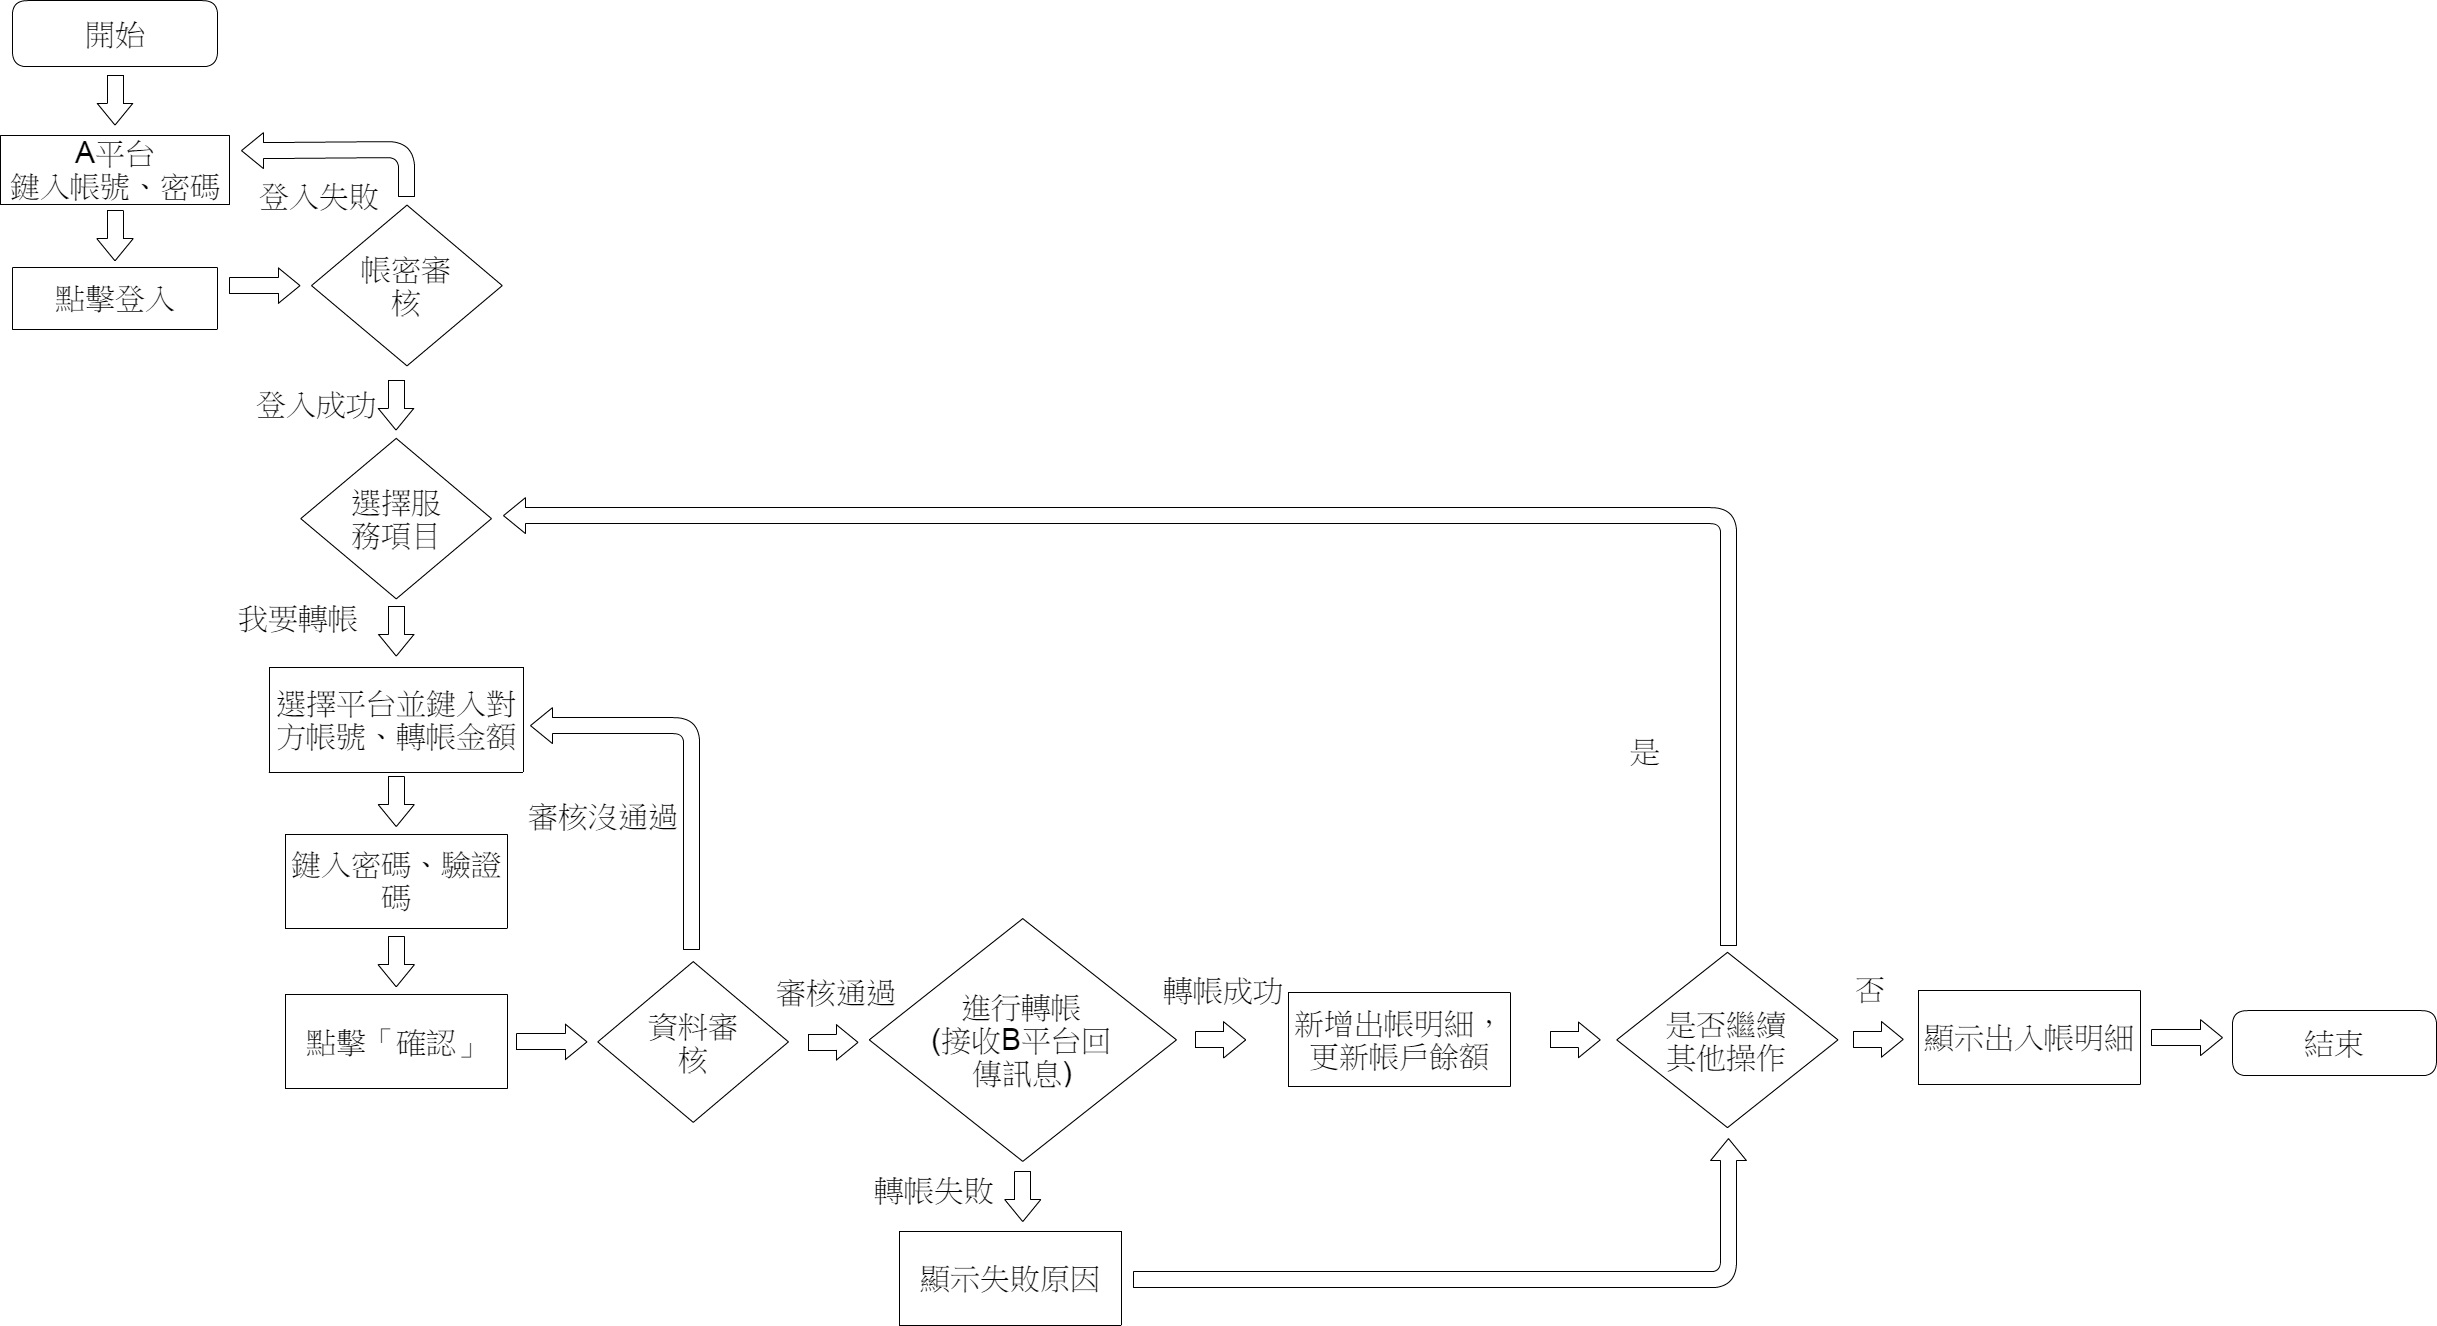 開始
A平台
鍵入帳號、密碼
登入失敗
點擊登入
帳密審
核
登入成功
選擇服
務項目
我要轉帳
選擇平台並鍵入對
方帳號、轉帳金額
審核沒通過
鍵入密碼、驗證
碼
點擊「確認」
資料審
核
審核通過
進行轉帳
(接收B平台回
傳訊息)
轉帳成功
新增出帳明細，
更新帳戶餘額
轉帳失敗
顯示失敗原因
是否繼續
其他操作
是
否
顯示出入帳明細
結束